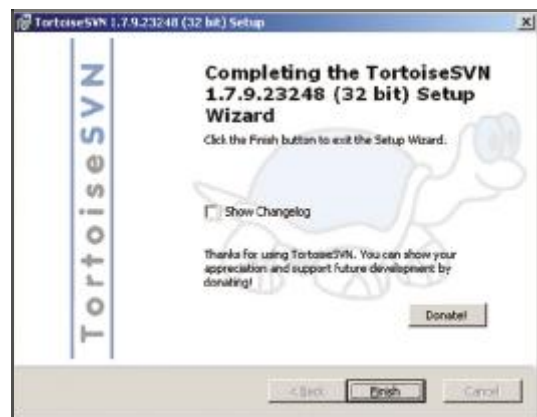 TortoiseSVN 1.7.9.23248 (32 bit) Setup
TortoiseSVN
Completing the TortoiseSVN
1.7.9.23248 (32 bit) Setup
Wizard
Click the Finish button to exit the Setup Wizard.
Show Changelog
Thanks for using TortoiseSVN. You can show your
appreciation and support future development by
donating!
Donate!
< Back
Finish
Cancel